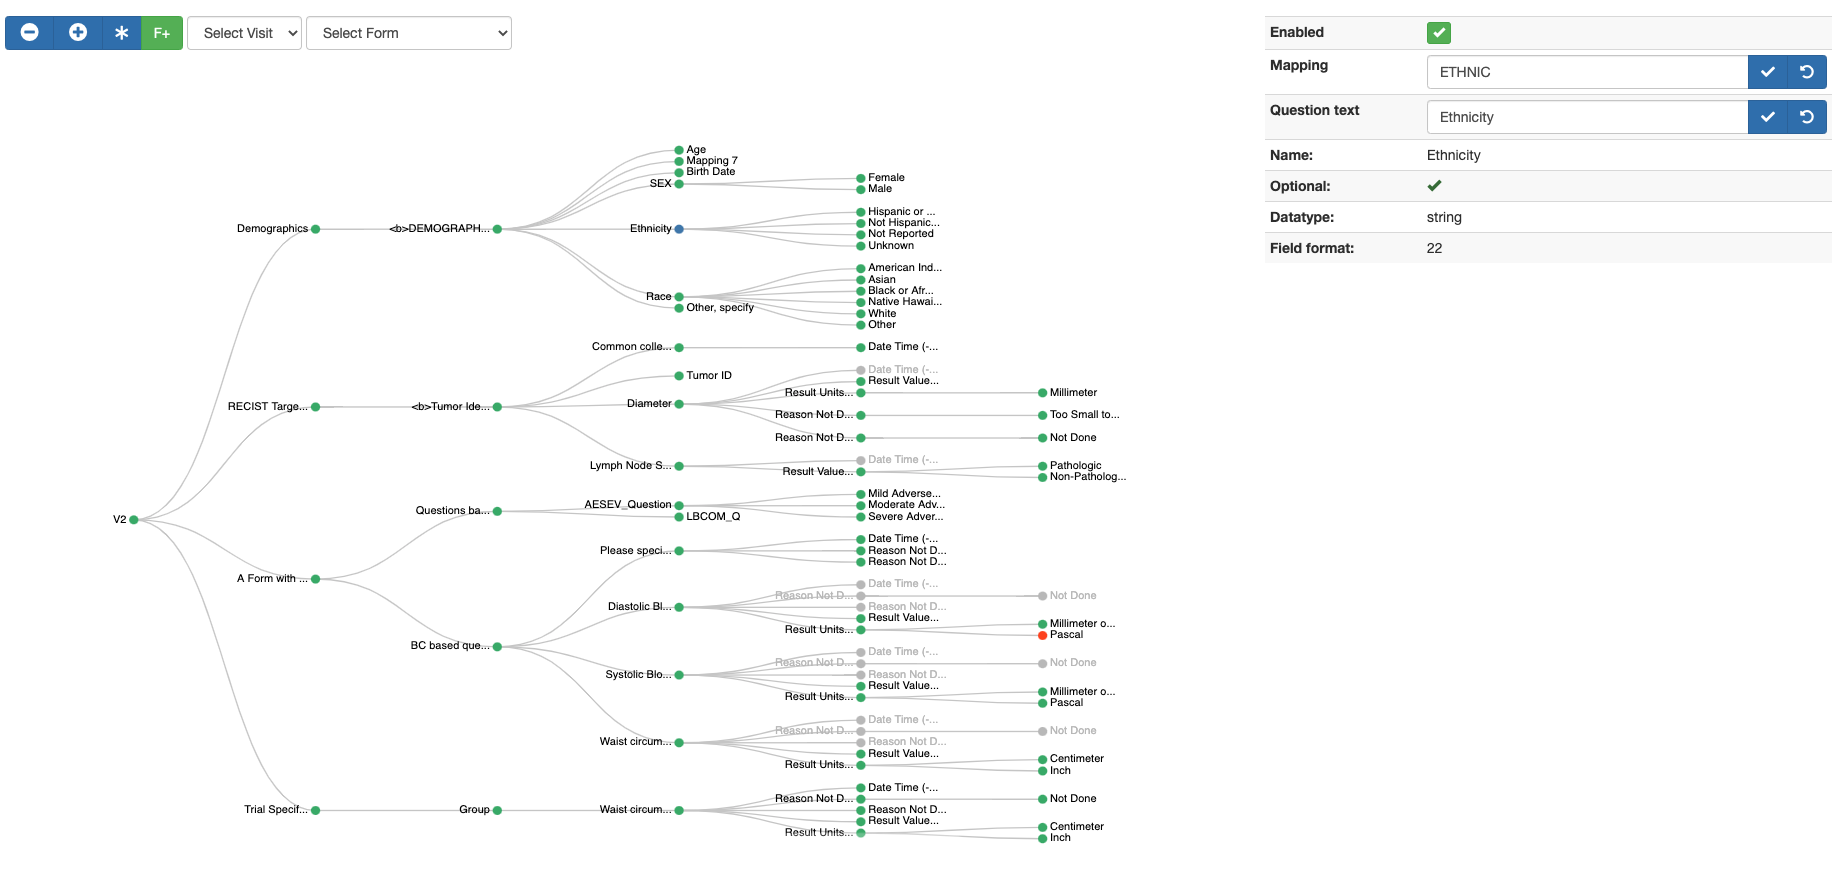 F+
Select Visit
Select Form
Enabled
Mapping
ETHNIC
Question text
Ethnicity
Name:
Ethnicity
Optional:
Datatype:
string
Field format:
22
V2
Demographics
<b>DEMOGRAPH...
Age
Mapping 7
Birth Date
SEX
Female
Male
Ethnicity
Hispanic or ...
Not Hispanic...
Not Reported
Unknown
Race
American Ind...
Asian
Black or Afr...
Native Hawai...
White
Other
Other, specify
RECIST Targe...
<b>Tumor Ide...
Common colle...
Date Time (-...
Tumor ID
Diameter
Date Time (-...
Result Value...
Result Units...
Millimeter
Reason Not D...
Too Small to...
Reason Not D...
Not Done
Lymph Node S...
Date Time (-...
Result Value...
Pathologic
Non-Patholog...
A Form with ...
Questions ba...
AESEV_Question
Mild Adverse...
Moderate Adv...
Severe Adver...
LBCOM_Q
BC based que...
Please speci...
Date Time (-...
Reason Not D...
Reason Not D...
Diastolic Bl...
Date Time (-...
Reason Not D...
Not Done
Reason Not D...
Result Value...
Result Units...
Millimeter o...
Pascal
Systolic Blo...
Date Time (-...
Reason Not D...
Not Done
Reason Not D...
Result Value...
Result Units...
Millimeter o...
Pascal
Waist circum...
Date Time (-...
Reason Not D...
Not Done
Reason Not D...
Result Value...
Result Units...
Centimeter
Inch
Trial Specif...
Group
Waist circum...
Date Time (-...
Reason Not D...
Not Done
Reason Not D...
Result Value...
Result Units...
Centimeter
Inch